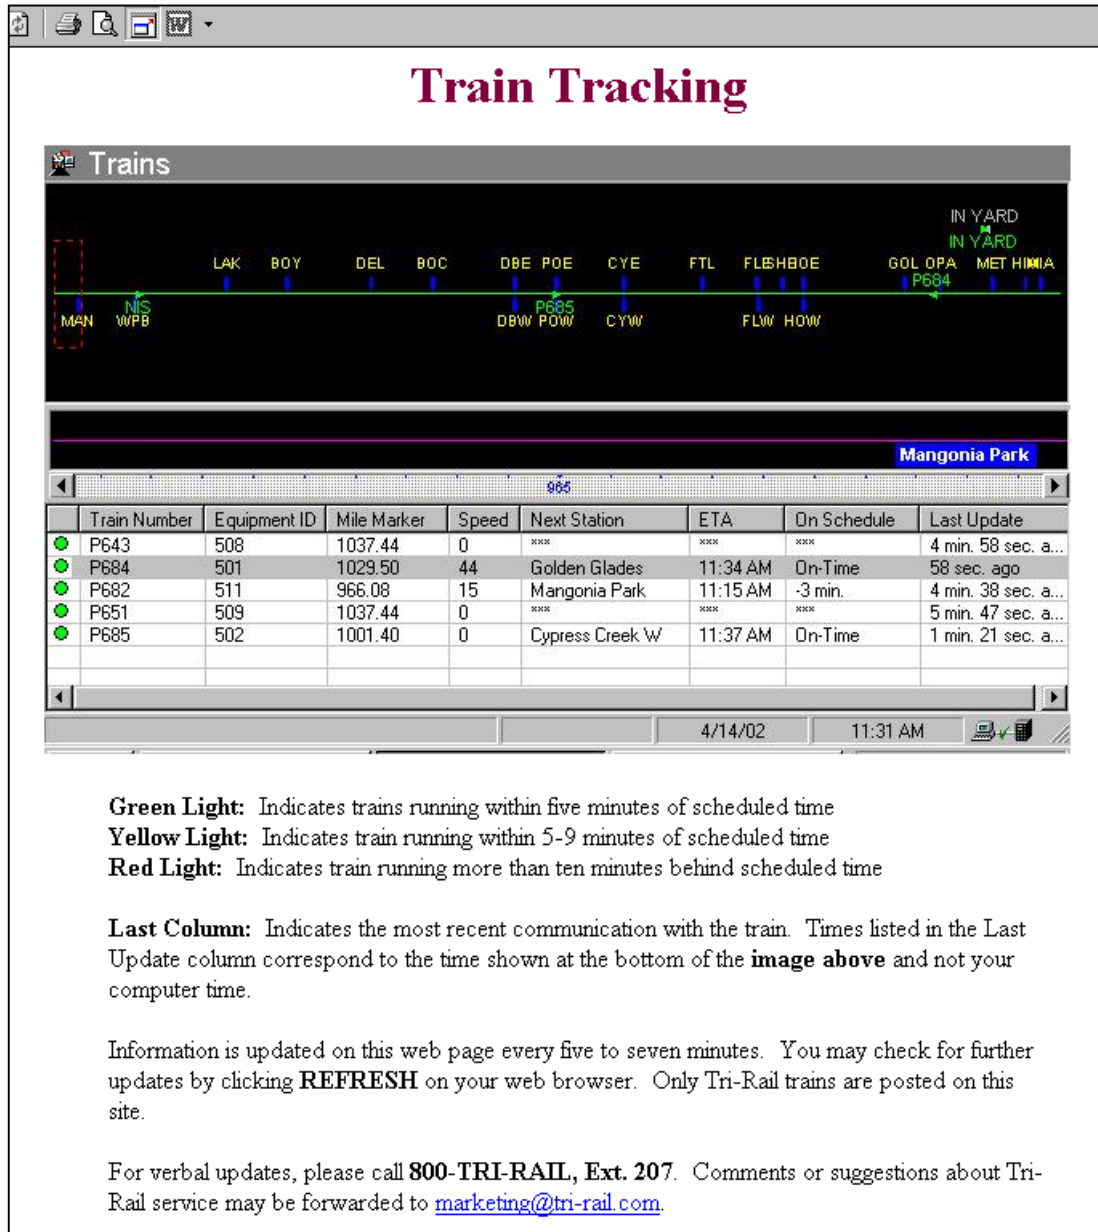 Train Tracking
Trains
IN YARD
IN YARD
LAK BOY DEL BOC DBE POE CYE FTL FLE SHE BOE GOL OPA MET HIA MIA
P684
NIS P685
MAN WPB DBW POW CYW FLW HOW
Mangonia Park
965
Train Number Equipment ID Mile Marker Speed Next Station ETA On Schedule Last Update
P643 508 1037.44 0 *** *** *** 4 min. 58 sec. a...
P684 501 1029.50 44 Golden Glades 11:34 AM On-Time 58 sec. ago
P682 511 966.08 15 Mangonia Park 11:15 AM -3 min. 4 min. 38 sec. a...
P651 509 1037.44 0 *** *** *** 5 min. 47 sec. a...
P685 502 1001.40 0 Cypress Creek W 11:37 AM On-Time 1 min. 21 sec. a...
4/14/02 11:31 AM
Green Light: Indicates trains running within five minutes of scheduled time
Yellow Light: Indicates train running within 5-9 minutes of scheduled time
Red Light: Indicates train running more than ten minutes behind scheduled time
Last Column: Indicates the most recent communication with the train. Times listed in the Last
Update column correspond to the time shown at the bottom of the image above and not your
computer time.
Information is updated on this web page every five to seven minutes. You may check for further
updates by clicking REFRESH on your web browser. Only Tri-Rail trains are posted on this
site.
For verbal updates, please call 800-TRI-RAIL, Ext. 207. Comments or suggestions about Tri-
Rail service may be forwarded to marketing@tri-rail.com.